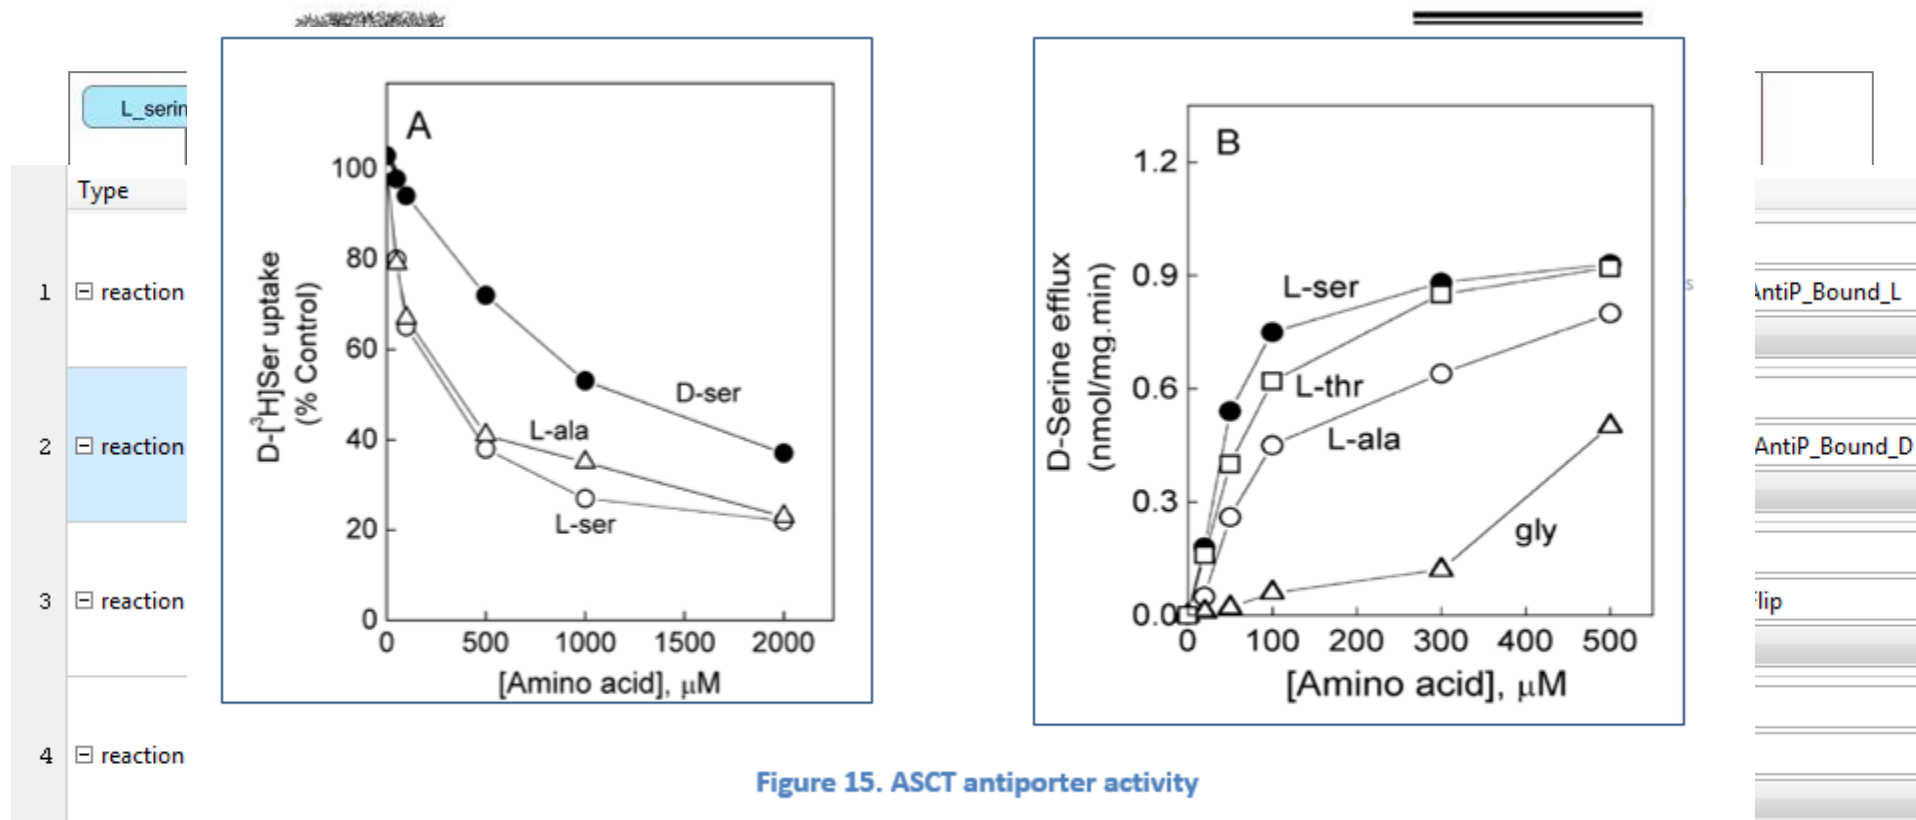 L_serin
Type
1 reaction
AntiP_Bound_L
2 reaction
AntiP_Bound_D
3 reaction
4 reaction
A
D-[³H]Ser uptake
(% Control)
100
80
60
40
20
0
D-ser
L-ala
L-ser
0 500 1000 1500 2000
[Amino acid], μM
B
D-Serine efflux
(nmol/mg.min)
1.2
0.9
0.6
0.3
0.0
L-ser
L-thr
L-ala
gly
0 100 200 300 400 500
[Amino acid], μM
s
lip
Figure 15. ASCT antiporter activity